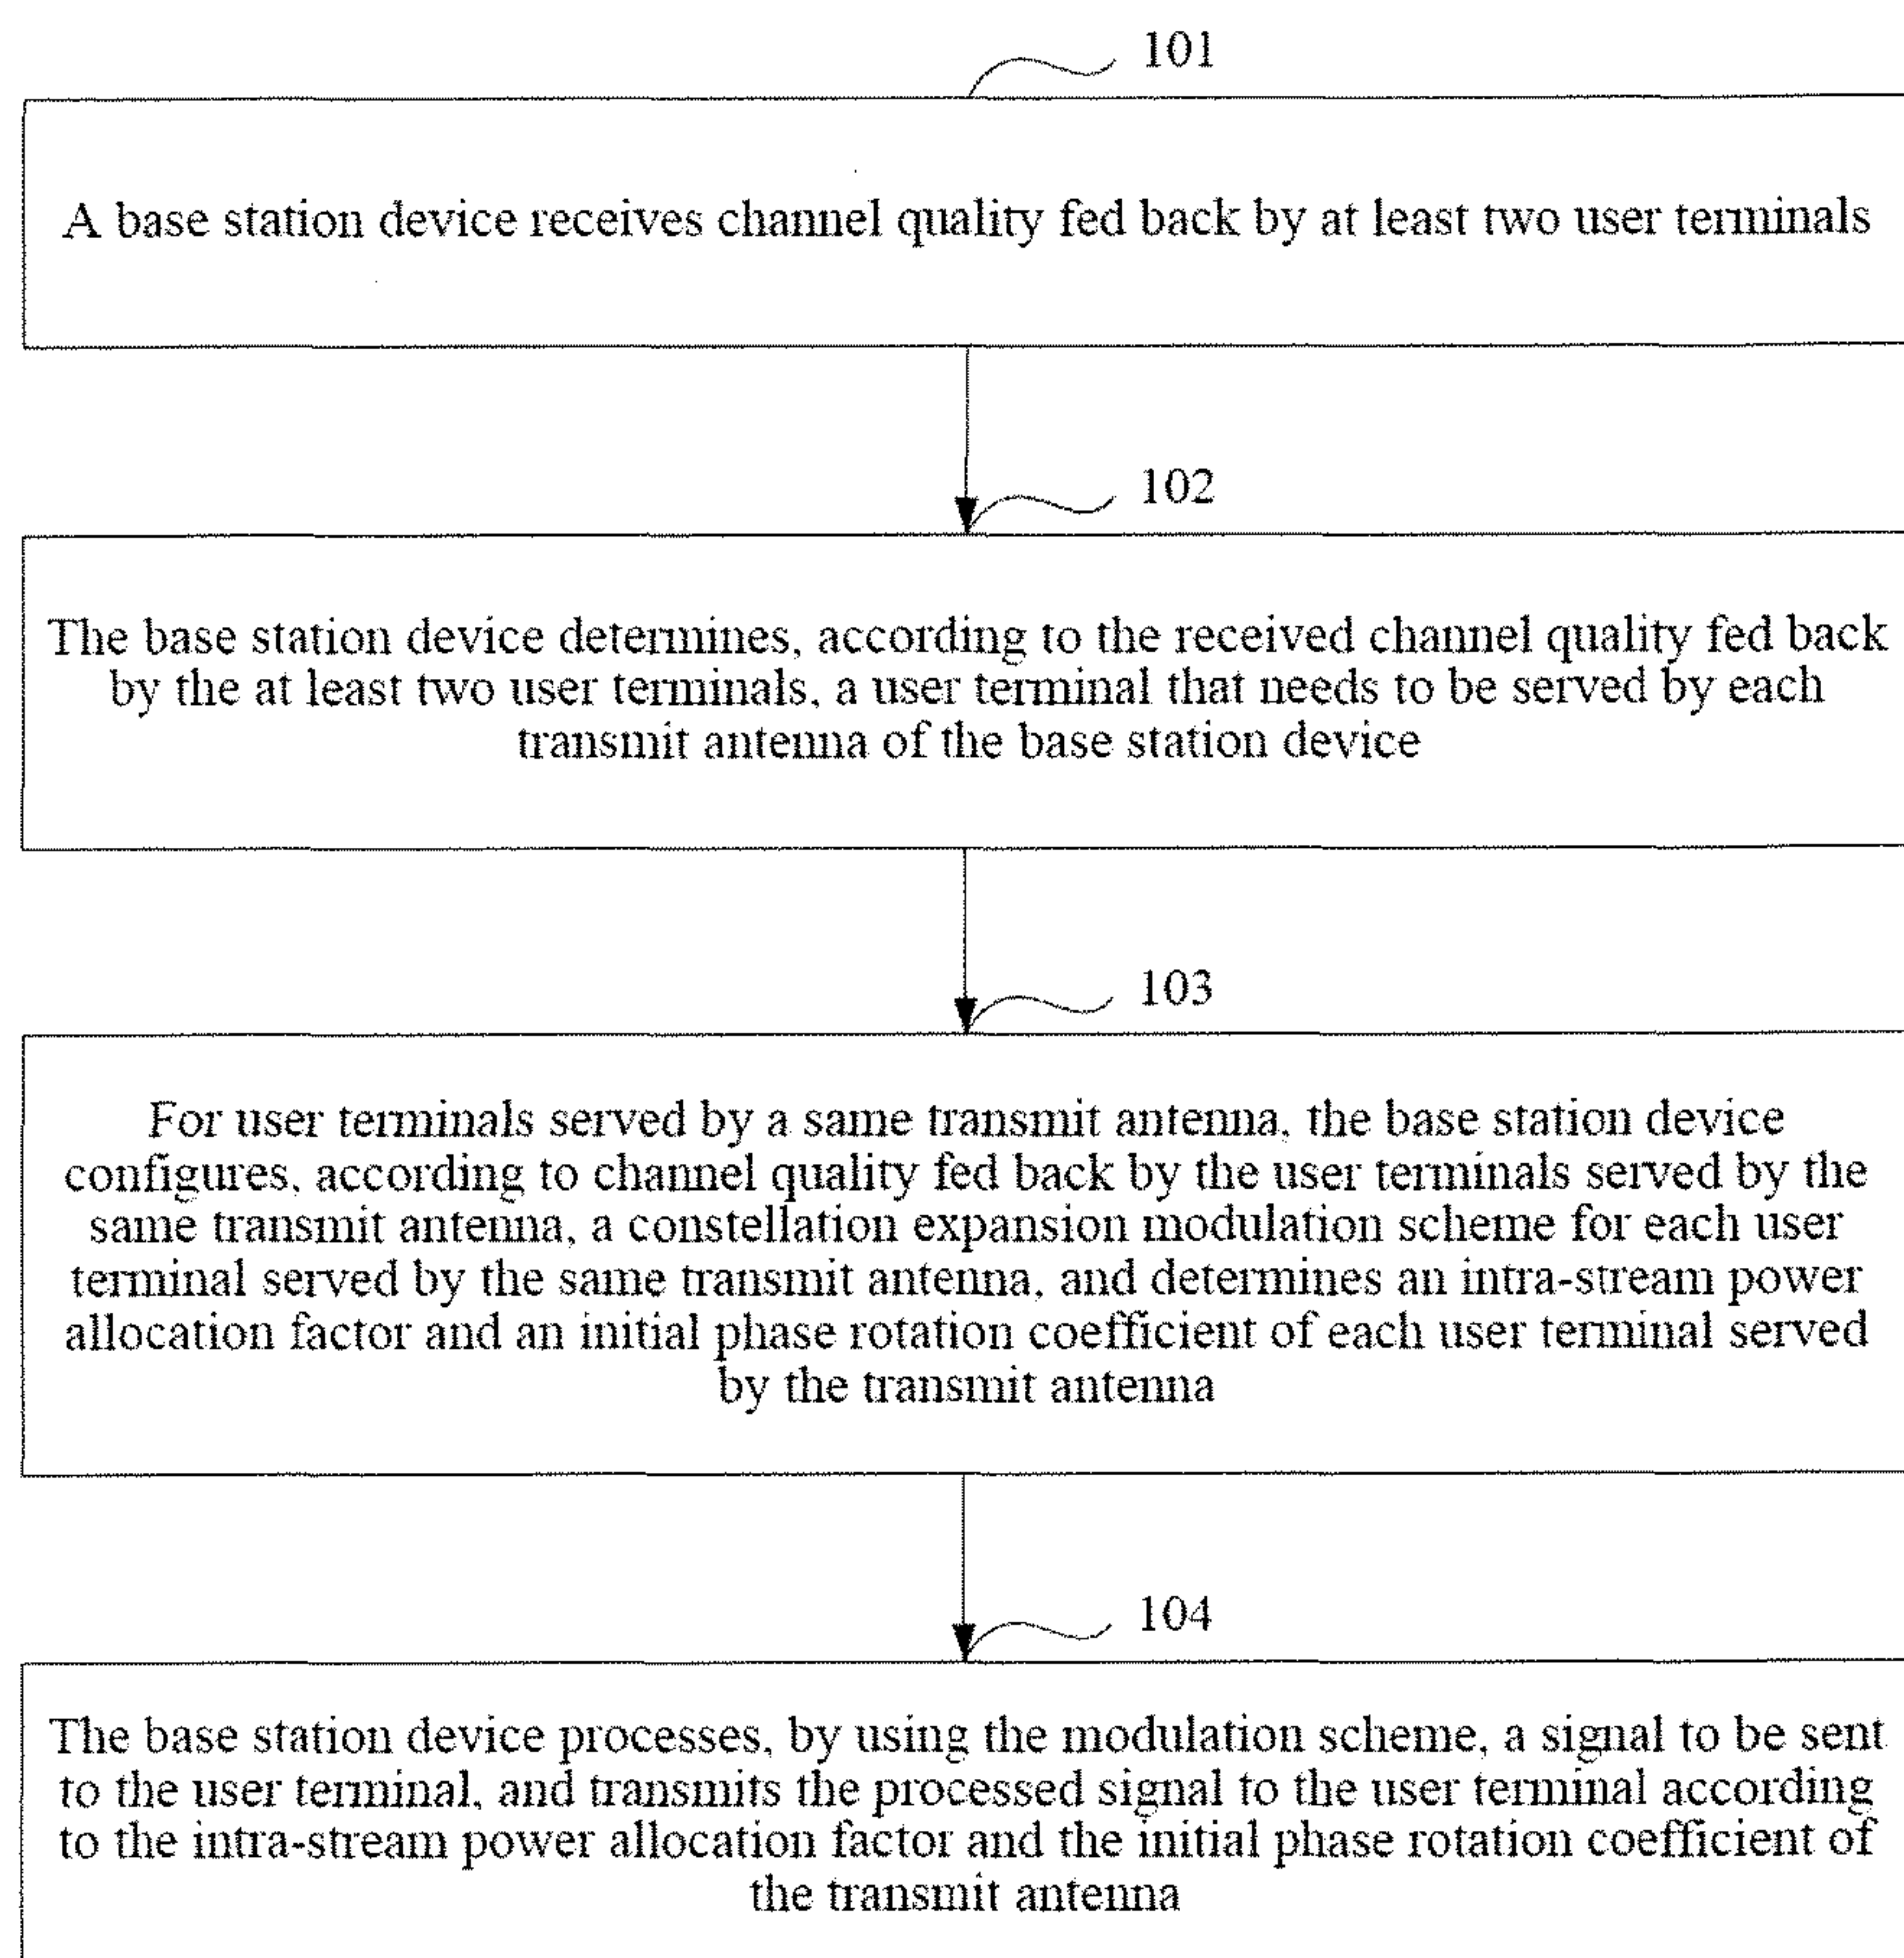 101
A base station device receives channel quality fed back by at least two user terminals
102
The base station device determines, according to the received channel quality fed back
by the at least two user terminals, a user terminal that needs to be served by each
transmit antenna of the base station device
103
For user terminals served by a same transmit antenna, the base station device
configures, according to channel quality fed back by the user terminals served by the
same transmit antenna, a constellation expansion modulation scheme for each user
terminal served by the same transmit antenna, and determines an intra-stream power
allocation factor and an initial phase rotation coefficient of each user terminal served
by the transmit antenna
104
The base station device processes, by using the modulation scheme, a signal to be sent
to the user terminal, and transmits the processed signal to the user terminal according
to the intra-stream power allocation factor and the initial phase rotation coefficient of
the transmit antenna